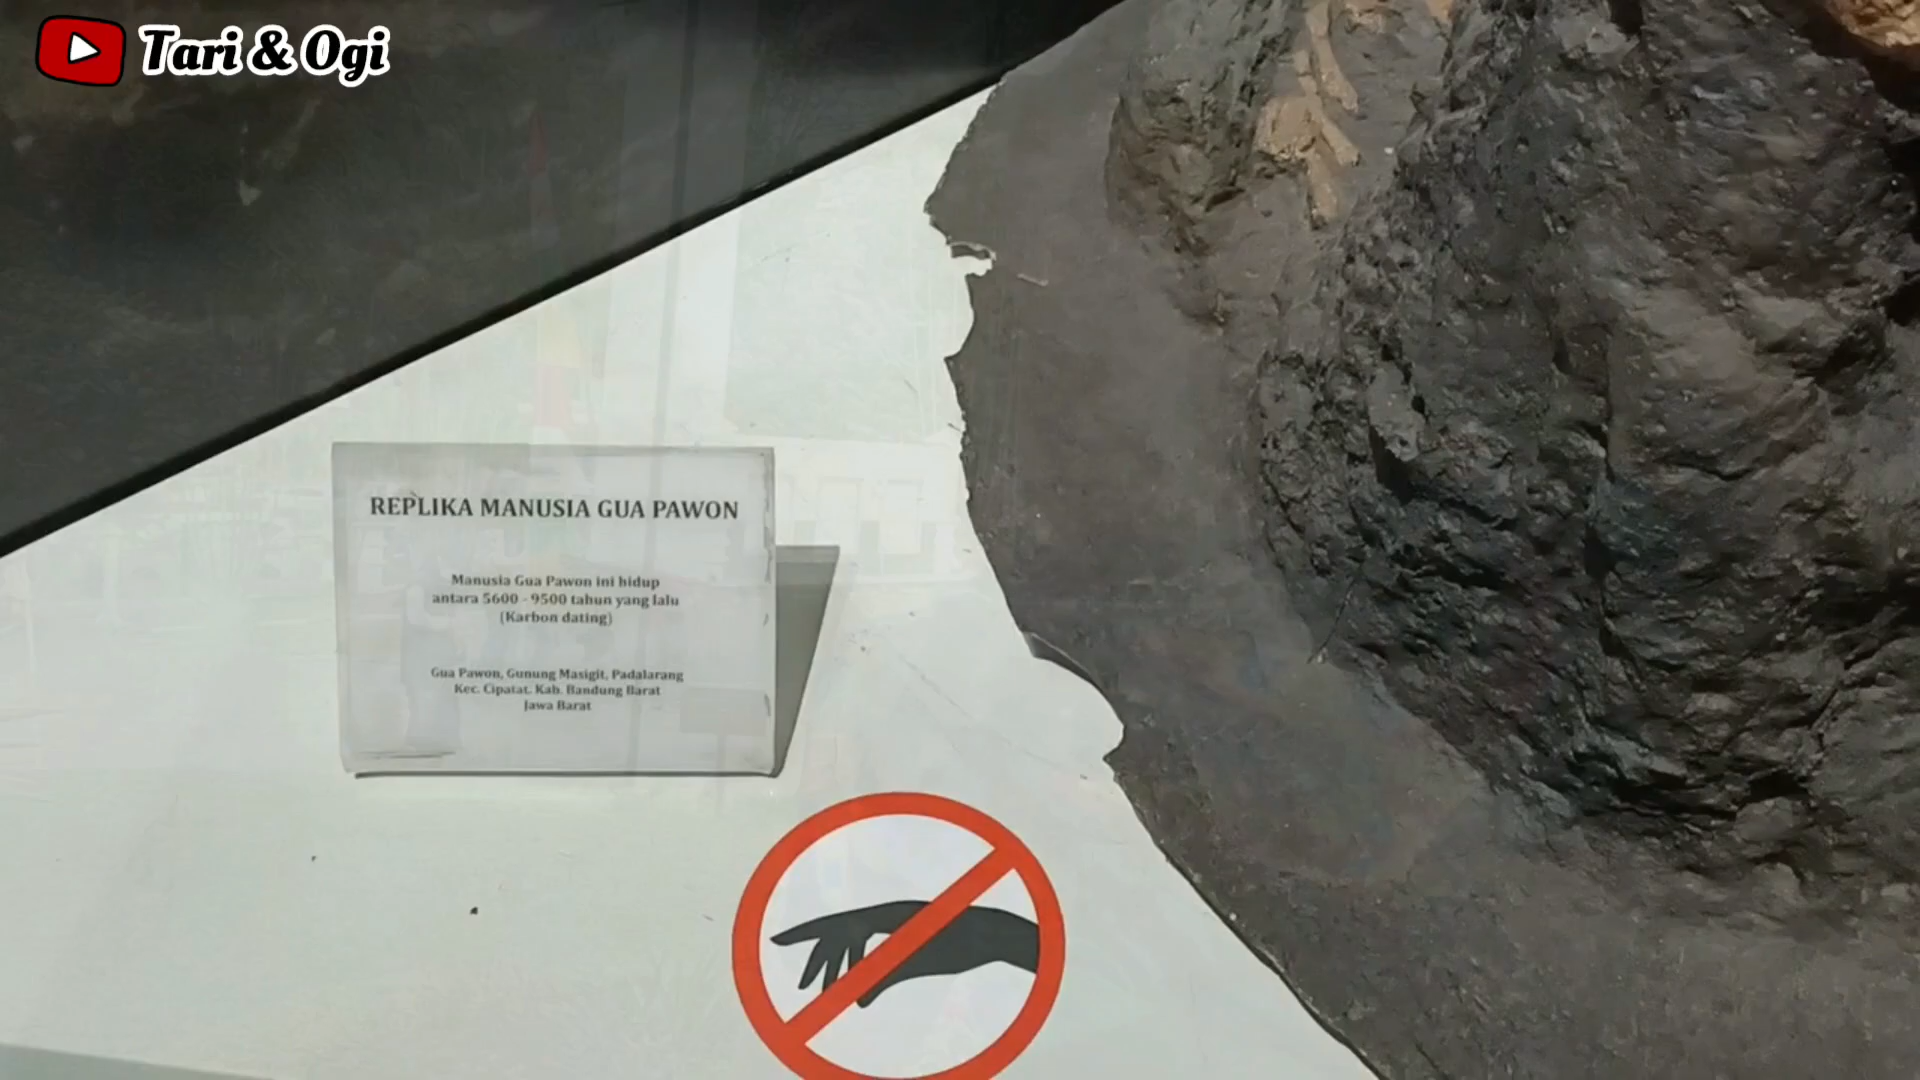 Tari & Ogi
REPLIKA MANUSIA GUA PAWON
Manusia Gua Pawon ini hidup
antara 5600 - 9500 tahun yang lalu
(Karbon dating)
Gua Pawon, Gunung Masigit, Padalarang
Kec. Cipatat. Kab. Bandung Barat
Jawa Barat